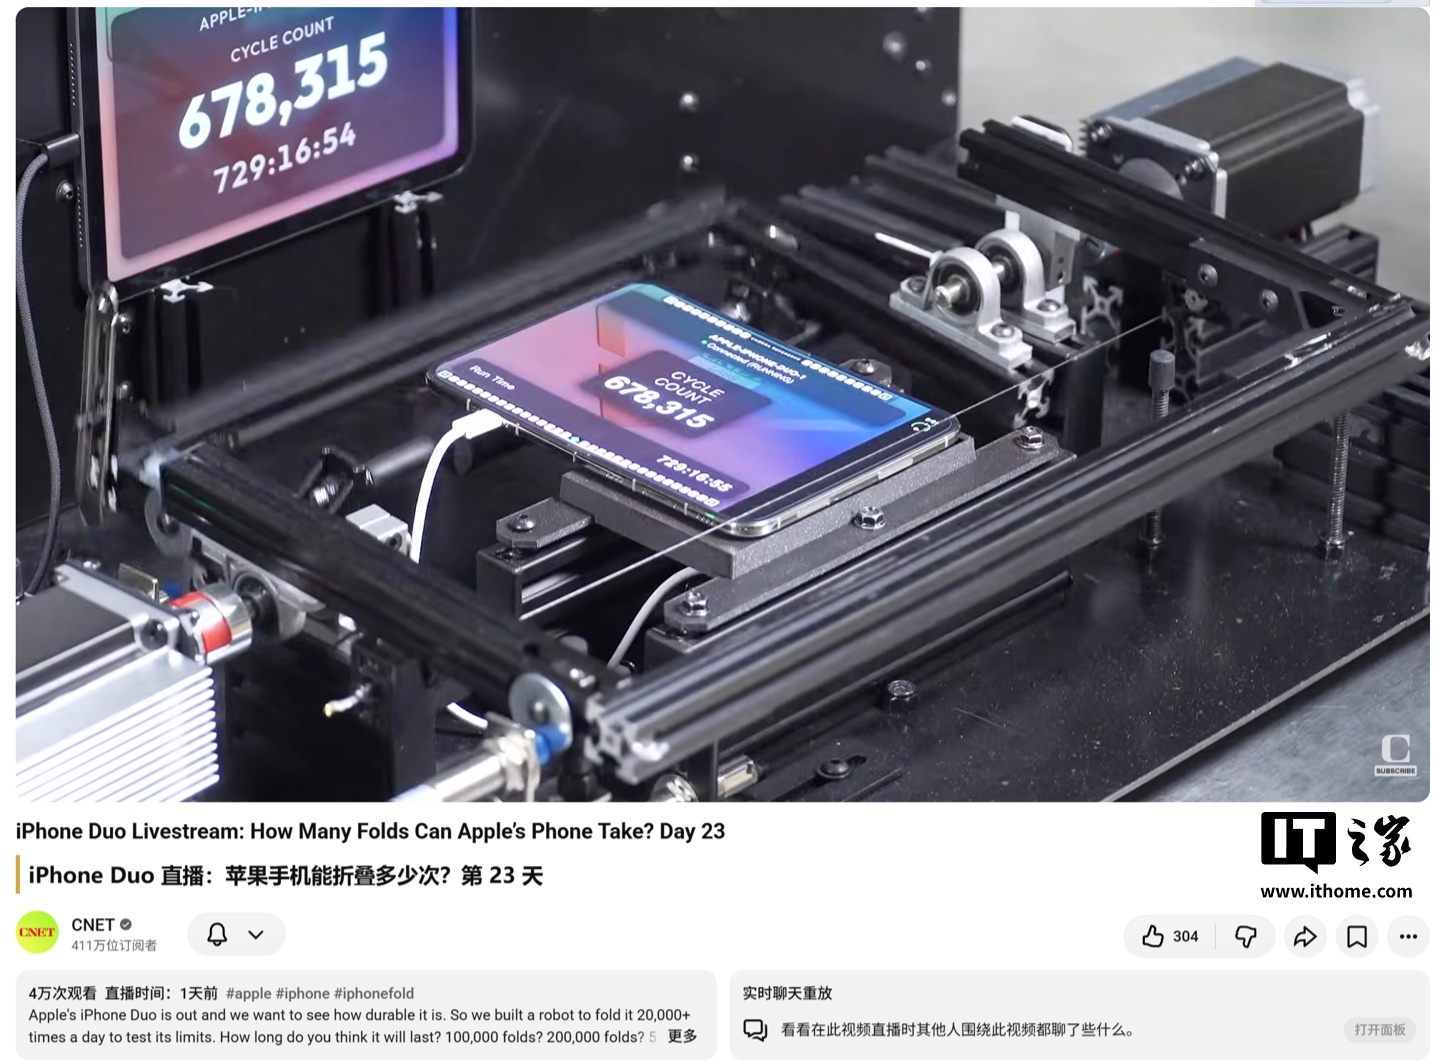 APPLE-I
CYCLE COUNT
678,315
729:16:54
APPLE-IPHONE-DUO-1
Connected (RUNNING)
CYCLE
COUNT
678,315
Run Time
729:16:55
C
SUBSCRIBE
iPhone Duo Livestream: How Many Folds Can Apple’s Phone Take? Day 23
iPhone Duo 直播：苹果手机能折叠多少次？第 23 天
IT之家
www.ithome.com
CNET
CNET
411万位订阅者
304
4万次观看 直播时间：1天前 #apple #iphone #iphonefold
Apple's iPhone Duo is out and we want to see how durable it is. So we built a robot to fold it 20,000+
times a day to test its limits. How long do you think it will last? 100,000 folds? 200,000 folds? 5 更多
实时聊天重放
看看在此视频直播时其他人围绕此视频都聊了些什么。
打开面板